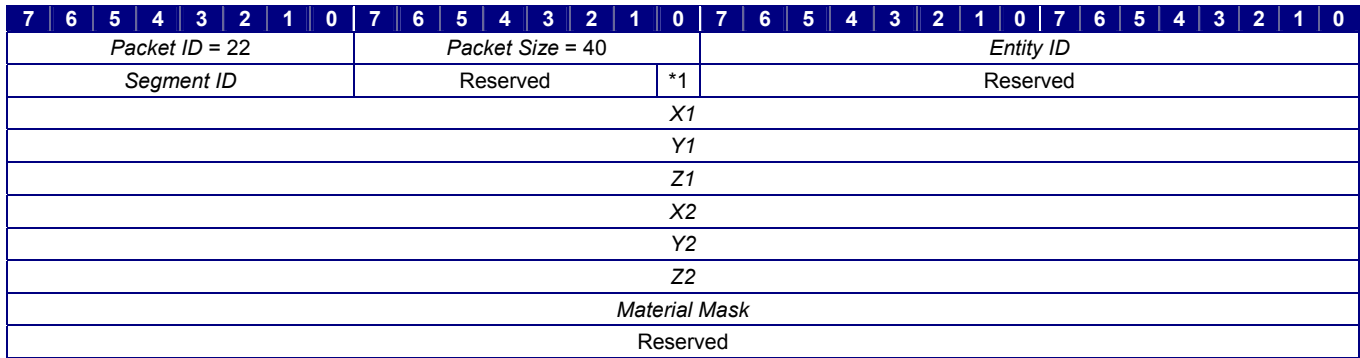 7 6 5 4 3 2 1 0 7 6 5 4 3 2 1 0 7 6 5 4 3 2 1 0 7 6 5 4 3 2 1 0
Packet ID = 22 Packet Size = 40 Entity ID
Segment ID Reserved *1 Reserved
X1
Y1
Z1
X2
Y2
Z2
Material Mask
Reserved